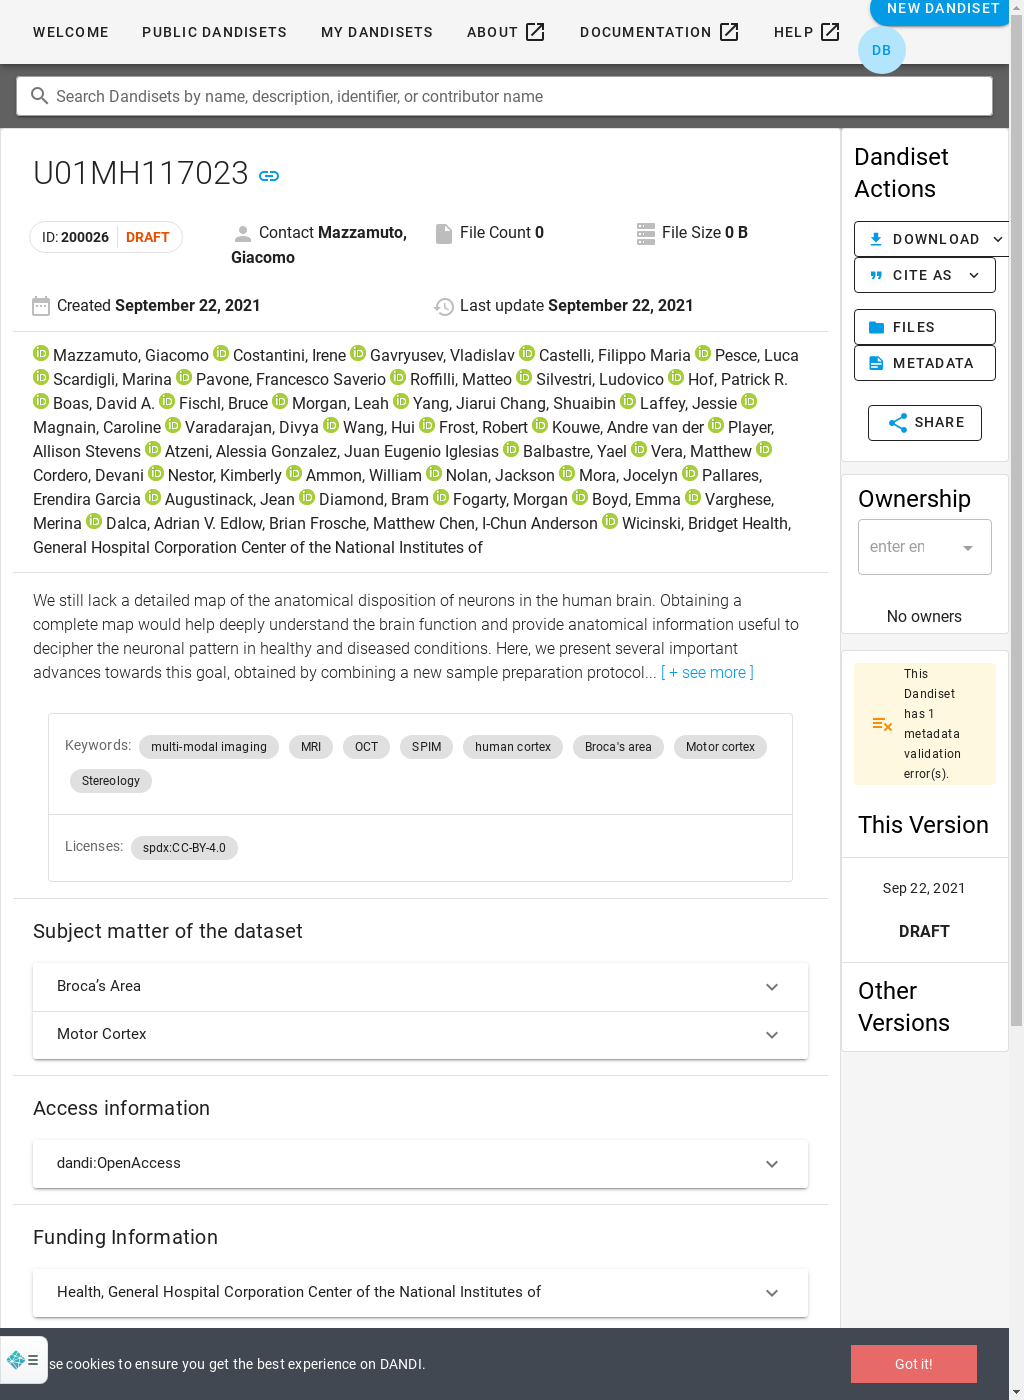 WELCOME PUBLIC DANDISETS MY DANDISETS ABOUT DOCUMENTATION HELP NEW DANDISET
DB
Search Dandisets by name, description, identifier, or contributor name
U01MH117023
ID: 200026 DRAFT
Contact Mazzamuto, Giacomo
File Count 0
File Size 0 B
Created September 22, 2021
Last update September 22, 2021
Mazzamuto, Giacomo Costantini, Irene Gavryusev, Vladislav Castelli, Filippo Maria Pesce, Luca
Scardigli, Marina Pavone, Francesco Saverio Roffilli, Matteo Silvestri, Ludovico Hof, Patrick R.
Boas, David A. Fischl, Bruce Morgan, Leah Yang, Jiarui Chang, Shuaibin Laffey, Jessie
Magnain, Caroline Varadarajan, Divya Wang, Hui Frost, Robert Kouwe, Andre van der Player,
Allison Stevens Atzeni, Alessia Gonzalez, Juan Eugenio Iglesias Balbastre, Yael Vera, Matthew
Cordero, Devani Nestor, Kimberly Ammon, William Nolan, Jackson Mora, Jocelyn Pallares,
Erendira Garcia Augustinack, Jean Diamond, Bram Fogarty, Morgan Boyd, Emma Varghese,
Merina Dalca, Adrian V. Edlow, Brian Frosche, Matthew Chen, I-Chun Anderson Wicinski, Bridget Health,
General Hospital Corporation Center of the National Institutes of
We still lack a detailed map of the anatomical disposition of neurons in the human brain. Obtaining a
complete map would help deeply understand the brain function and provide anatomical information useful to
decipher the neuronal pattern in healthy and diseased conditions. Here, we present several important
advances towards this goal, obtained by combining a new sample preparation protocol... [ + see more ]
Keywords: multi-modal imaging MRI OCT SPIM human cortex Broca's area Motor cortex
Stereology
Licenses: spdx:CC-BY-4.0
Subject matter of the dataset
Broca’s Area
Motor Cortex
Access information
dandi:OpenAccess
Funding Information
Health, General Hospital Corporation Center of the National Institutes of
Dandiset
Actions
DOWNLOAD
CITE AS
FILES
METADATA
SHARE
Ownership
enter en
No owners
This
Dandiset
has 1
metadata
validation
error(s).
This Version
Sep 22, 2021
DRAFT
Other
Versions
se cookies to ensure you get the best experience on DANDI.
Got it!